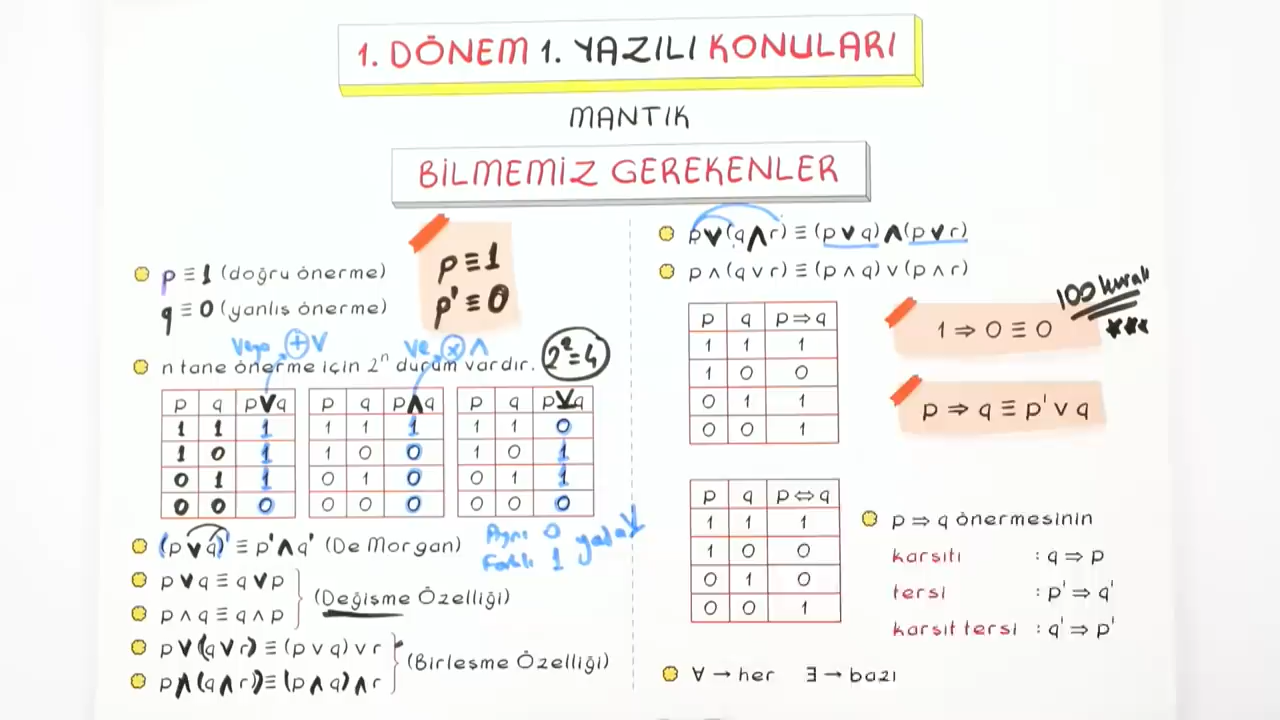 1. DÖNEM 1. YAZILI KONULARI
MANTIK
BİLMEMİZ GEREKENLER
p ≡ 1 (doğru önerme)
q ≡ 0 (yanlış önerme)
p ≡ 1
p' ≡ 0
Veya + ∨
ve x ∧
n tane önerme için 2ⁿ durum vardır.
2² = 4
p q p∨q
1 1 1
1 0 1
0 1 1
0 0 0
p q p∧q
1 1 1
1 0 0
0 1 0
0 0 0
p q p⊻q
1 1 0
1 0 1
0 1 1
0 0 0
Aynı 0
Farklı 1
yada ⊻
(p ∨ q)' ≡ p' ∧ q' (De Morgan)
p ∨ q ≡ q ∨ p
p ∧ q ≡ q ∧ p
(Değişme Özelliği)
p ∨ (q ∨ r) ≡ (p ∨ q) ∨ r
p ∧ (q ∧ r) ≡ (p ∧ q) ∧ r
(Birleşme Özelliği)
p ∨ (q ∧ r) ≡ (p ∨ q) ∧ (p ∨ r)
p ∧ (q ∨ r) ≡ (p ∧ q) ∨ (p ∧ r)
p q p ⇒ q
1 1 1
1 0 0
0 1 1
0 0 1
100 kuralı
1 ⇒ 0 ≡ 0
p ⇒ q ≡ p' ∨ q
p q p ⇔ q
1 1 1
1 0 0
0 1 0
0 0 1
p ⇒ q önermesinin
karşıtı : q ⇒ p
tersi : p' ⇒ q'
karşıt tersi : q' ⇒ p'
∀ → her ∃ → bazı